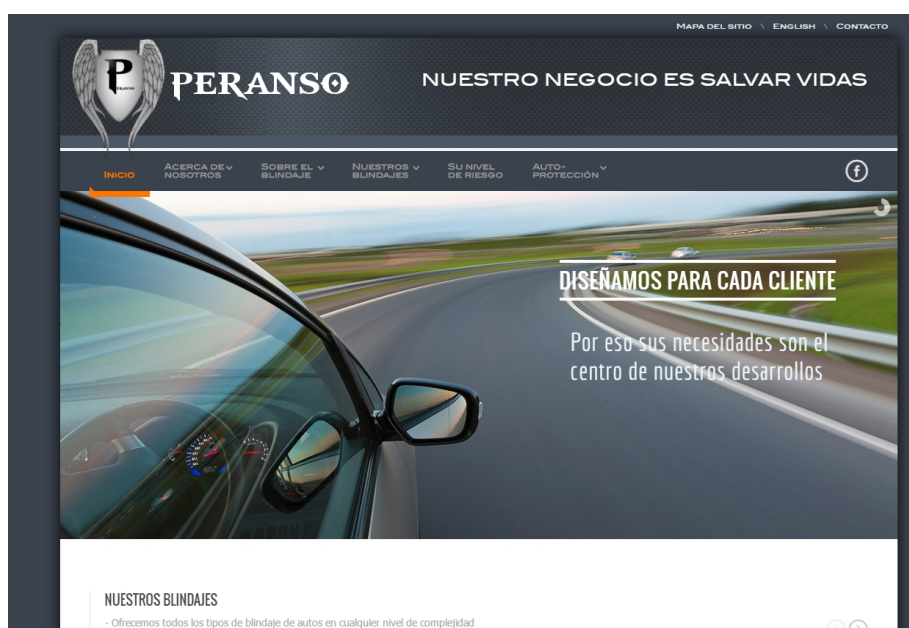 MAPA DEL SITIO \ ENGLISH \ CONTACTO
P
PERANSO
PERANSO
NUESTRO NEGOCIO ES SALVAR VIDAS
INICIO
ACERCA DE
NOSOTROS
SOBRE EL
BLINDAJE
NUESTROS
BLINDAJES
SU NIVEL
DE RIESGO
AUTO-
PROTECCIÓN
f
DISEÑAMOS PARA CADA CLIENTE
Por eso sus necesidades son el
centro de nuestros desarrollos
NUESTROS BLINDAJES
- Ofrecemos todos los tipos de blindaje de autos en cualquier nivel de complejidad